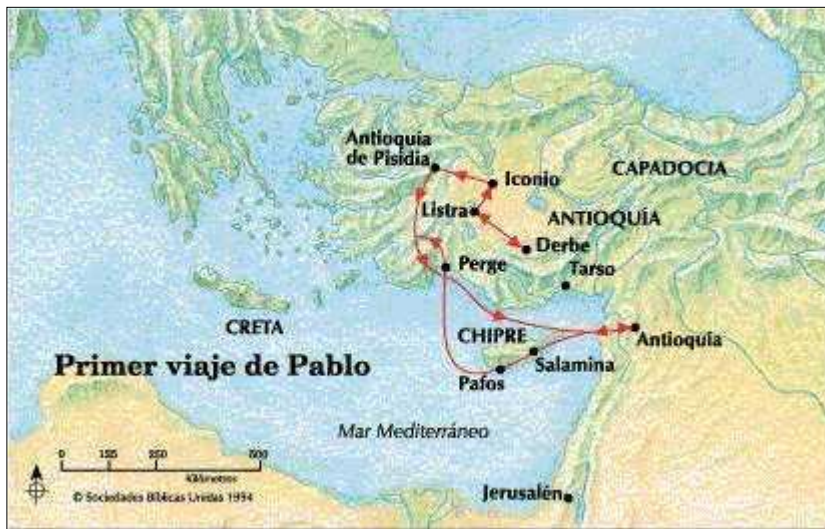 Antioquía
de Pisidia
Iconio
CAPADOCIA
Listra
ANTIOQUÍA
Derbe
Perge
Tarso
CRETA
CHIPRE
Antioquía
Primer viaje de Pablo
Salamina
Pafos
Mar Mediterráneo
0 125 250 500
Kilómetros
© Sociedades Bíblicas Unidas 1994
Jerusalén